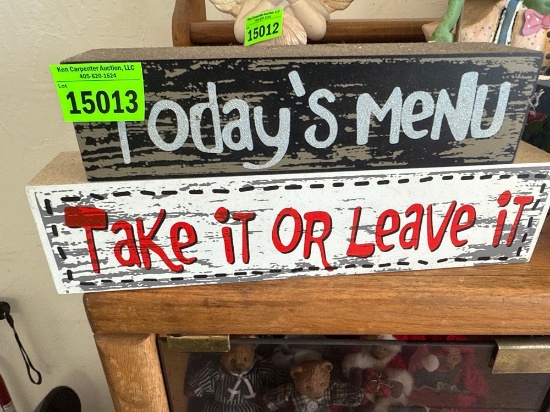 15012
Ken Carpenter Auction, LLC
405-620-1524
Lot
15013
Today's MeNU
Take iT OR Leave iT